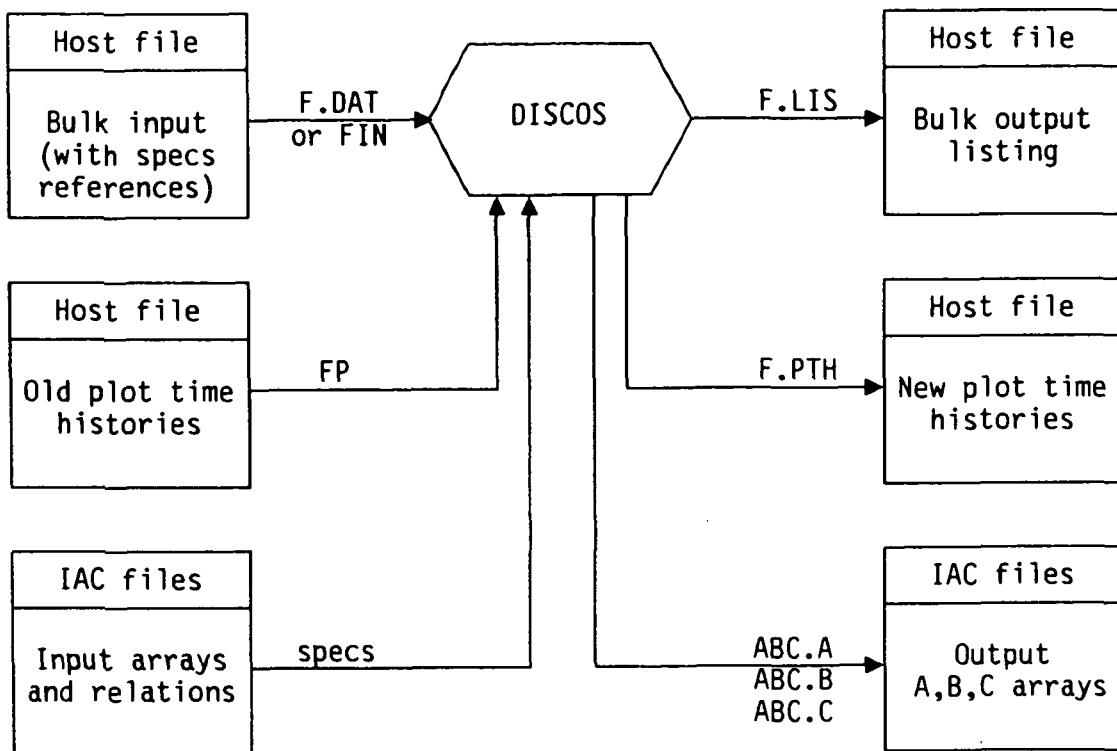 Host file
Bulk input
(with specs
references)
F.DAT
or FIN
DISCOS
F.LIS
Host file
Bulk output
listing
Host file
Old plot time
histories
FP
F.PTH
Host file
New plot time
histories
IAC files
Input arrays
and relations
specs
ABC.A
ABC.B
ABC.C
IAC files
Output
A,B,C arrays